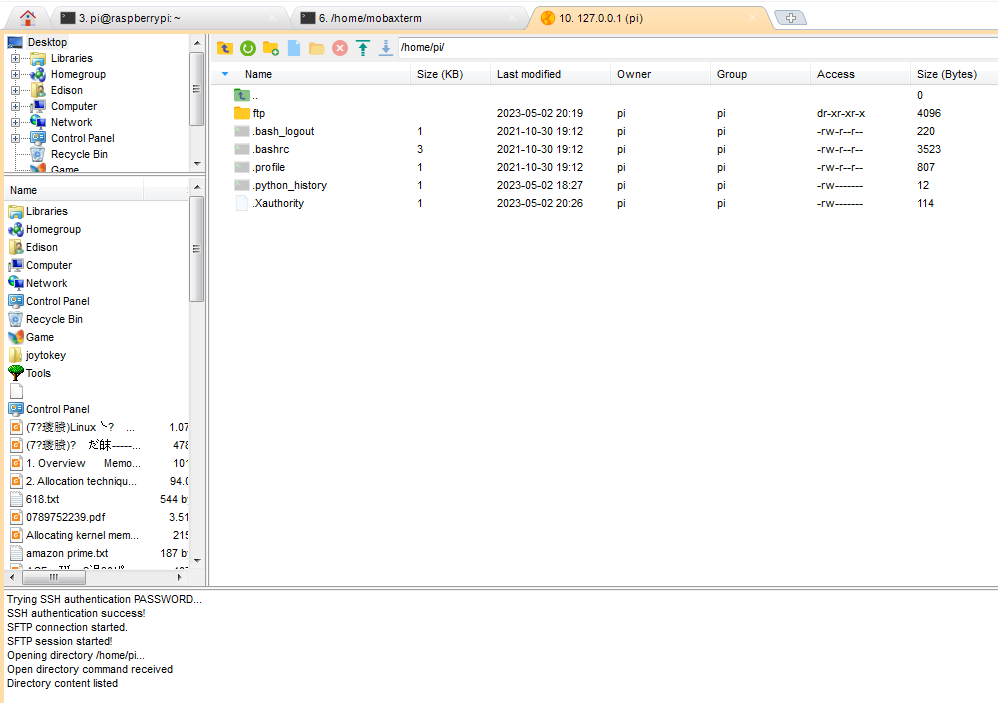 3. pi@raspberrypi: ~
6. /home/mobaxterm
10. 127.0.0.1 (pi)
Desktop
Libraries
Homegroup
Edison
Computer
Network
Control Panel
Recycle Bin
Game
Name
Libraries
Homegroup
Edison
Computer
Network
Control Panel
Recycle Bin
Game
joytokey
Tools
Control Panel
Linux ... 1.07
478
1. Overview Memo... 101
2. Allocation techniqu... 94.0
618.txt 544 b
0789752239.pdf 3.51
Allocating kernel mem... 215
amazon prime.txt 187 b
/home/pi/
Name Size (KB) Last modified Owner Group Access Size (Bytes)
.. 0
ftp 2023-05-02 20:19 pi pi dr-xr-xr-x 4096
.bash_logout 1 2021-10-30 19:12 pi pi -rw-r--r-- 220
.bashrc 3 2021-10-30 19:12 pi pi -rw-r--r-- 3523
.profile 1 2021-10-30 19:12 pi pi -rw-r--r-- 807
.python_history 1 2023-05-02 18:27 pi pi -rw------- 12
.Xauthority 1 2023-05-02 20:26 pi pi -rw------- 114
Trying SSH authentication PASSWORD...
SSH authentication success!
SFTP connection started.
SFTP session started!
Opening directory /home/pi...
Open directory command received
Directory content listed